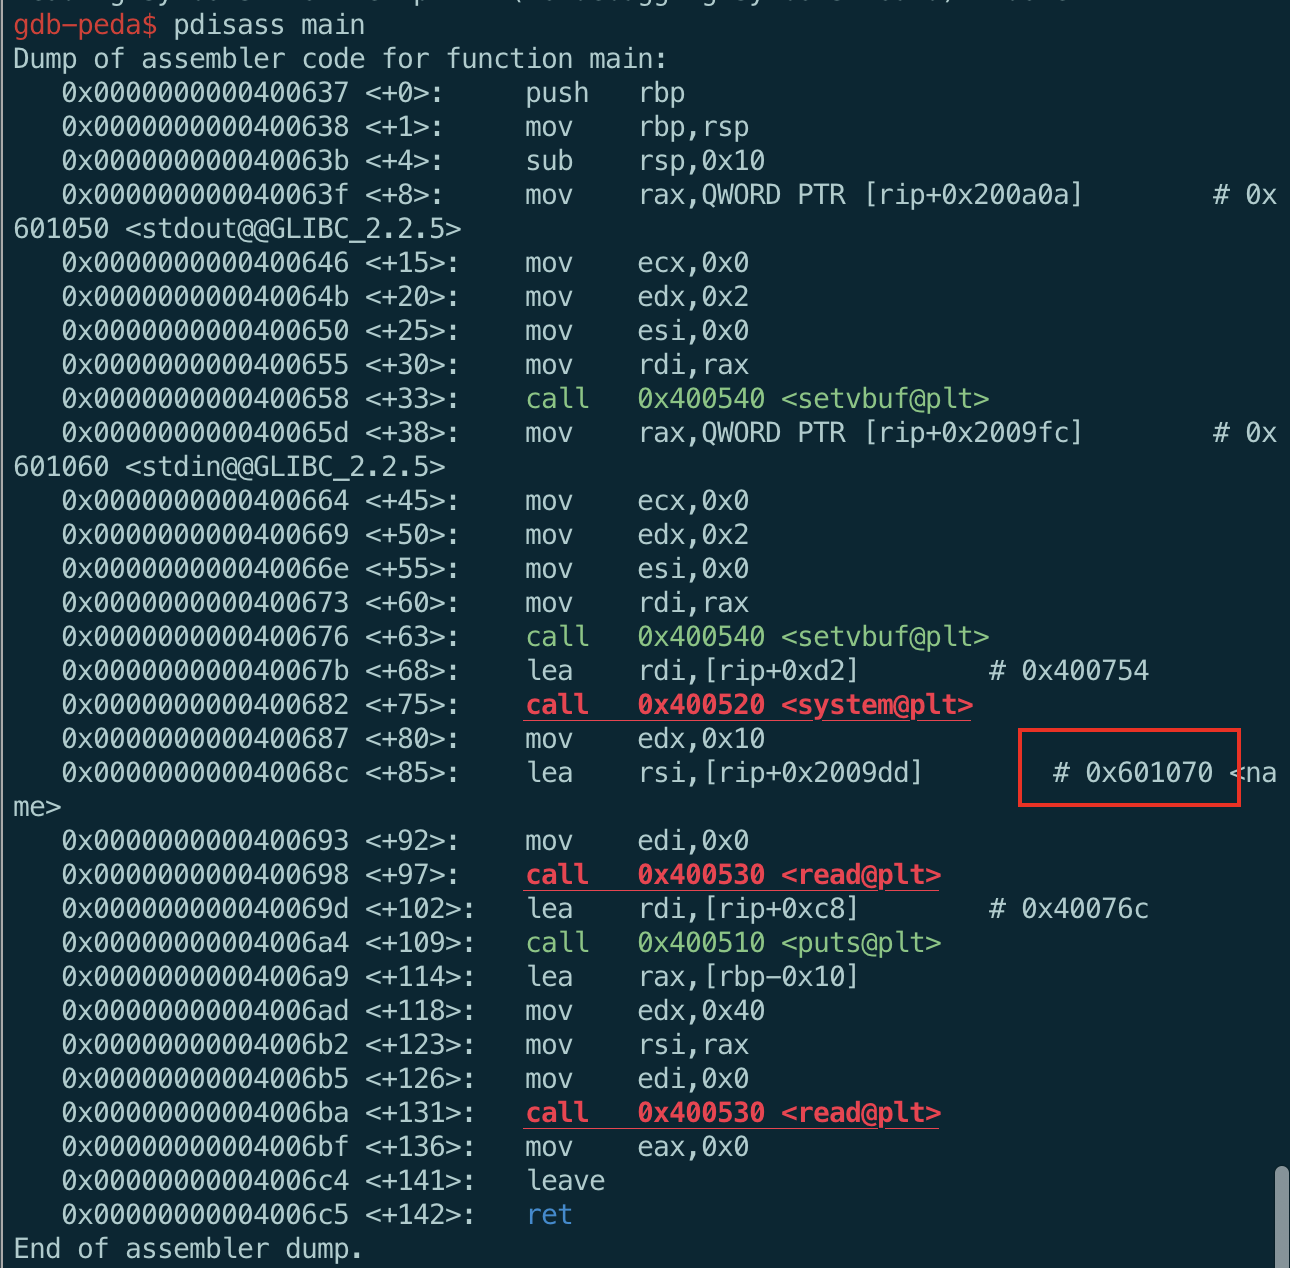 gdb-peda$ pdisass main
Dump of assembler code for function main:
0x0000000000400637 <+0>: push rbp
0x0000000000400638 <+1>: mov rbp,rsp
0x000000000040063b <+4>: sub rsp,0x10
0x000000000040063f <+8>: mov rax,QWORD PTR [rip+0x200a0a] # 0x
601050 <stdout@@GLIBC_2.2.5>
0x0000000000400646 <+15>: mov ecx,0x0
0x000000000040064b <+20>: mov edx,0x2
0x0000000000400650 <+25>: mov esi,0x0
0x0000000000400655 <+30>: mov rdi,rax
0x0000000000400658 <+33>: call 0x400540 <setvbuf@plt>
0x000000000040065d <+38>: mov rax,QWORD PTR [rip+0x2009fc] # 0x
601060 <stdin@@GLIBC_2.2.5>
0x0000000000400664 <+45>: mov ecx,0x0
0x0000000000400669 <+50>: mov edx,0x2
0x000000000040066e <+55>: mov esi,0x0
0x0000000000400673 <+60>: mov rdi,rax
0x0000000000400676 <+63>: call 0x400540 <setvbuf@plt>
0x000000000040067b <+68>: lea rdi,[rip+0xd2] # 0x400754
0x0000000000400682 <+75>: call 0x400520 <system@plt>
0x0000000000400687 <+80>: mov edx,0x10
0x000000000040068c <+85>: lea rsi,[rip+0x2009dd] # 0x601070 <na
me>
0x0000000000400693 <+92>: mov edi,0x0
0x0000000000400698 <+97>: call 0x400530 <read@plt>
0x000000000040069d <+102>: lea rdi,[rip+0xc8] # 0x40076c
0x00000000004006a4 <+109>: call 0x400510 <puts@plt>
0x00000000004006a9 <+114>: lea rax,[rbp-0x10]
0x00000000004006ad <+118>: mov edx,0x40
0x00000000004006b2 <+123>: mov rsi,rax
0x00000000004006b5 <+126>: mov edi,0x0
0x00000000004006ba <+131>: call 0x400530 <read@plt>
0x00000000004006bf <+136>: mov eax,0x0
0x00000000004006c4 <+141>: leave
0x00000000004006c5 <+142>: ret
End of assembler dump.